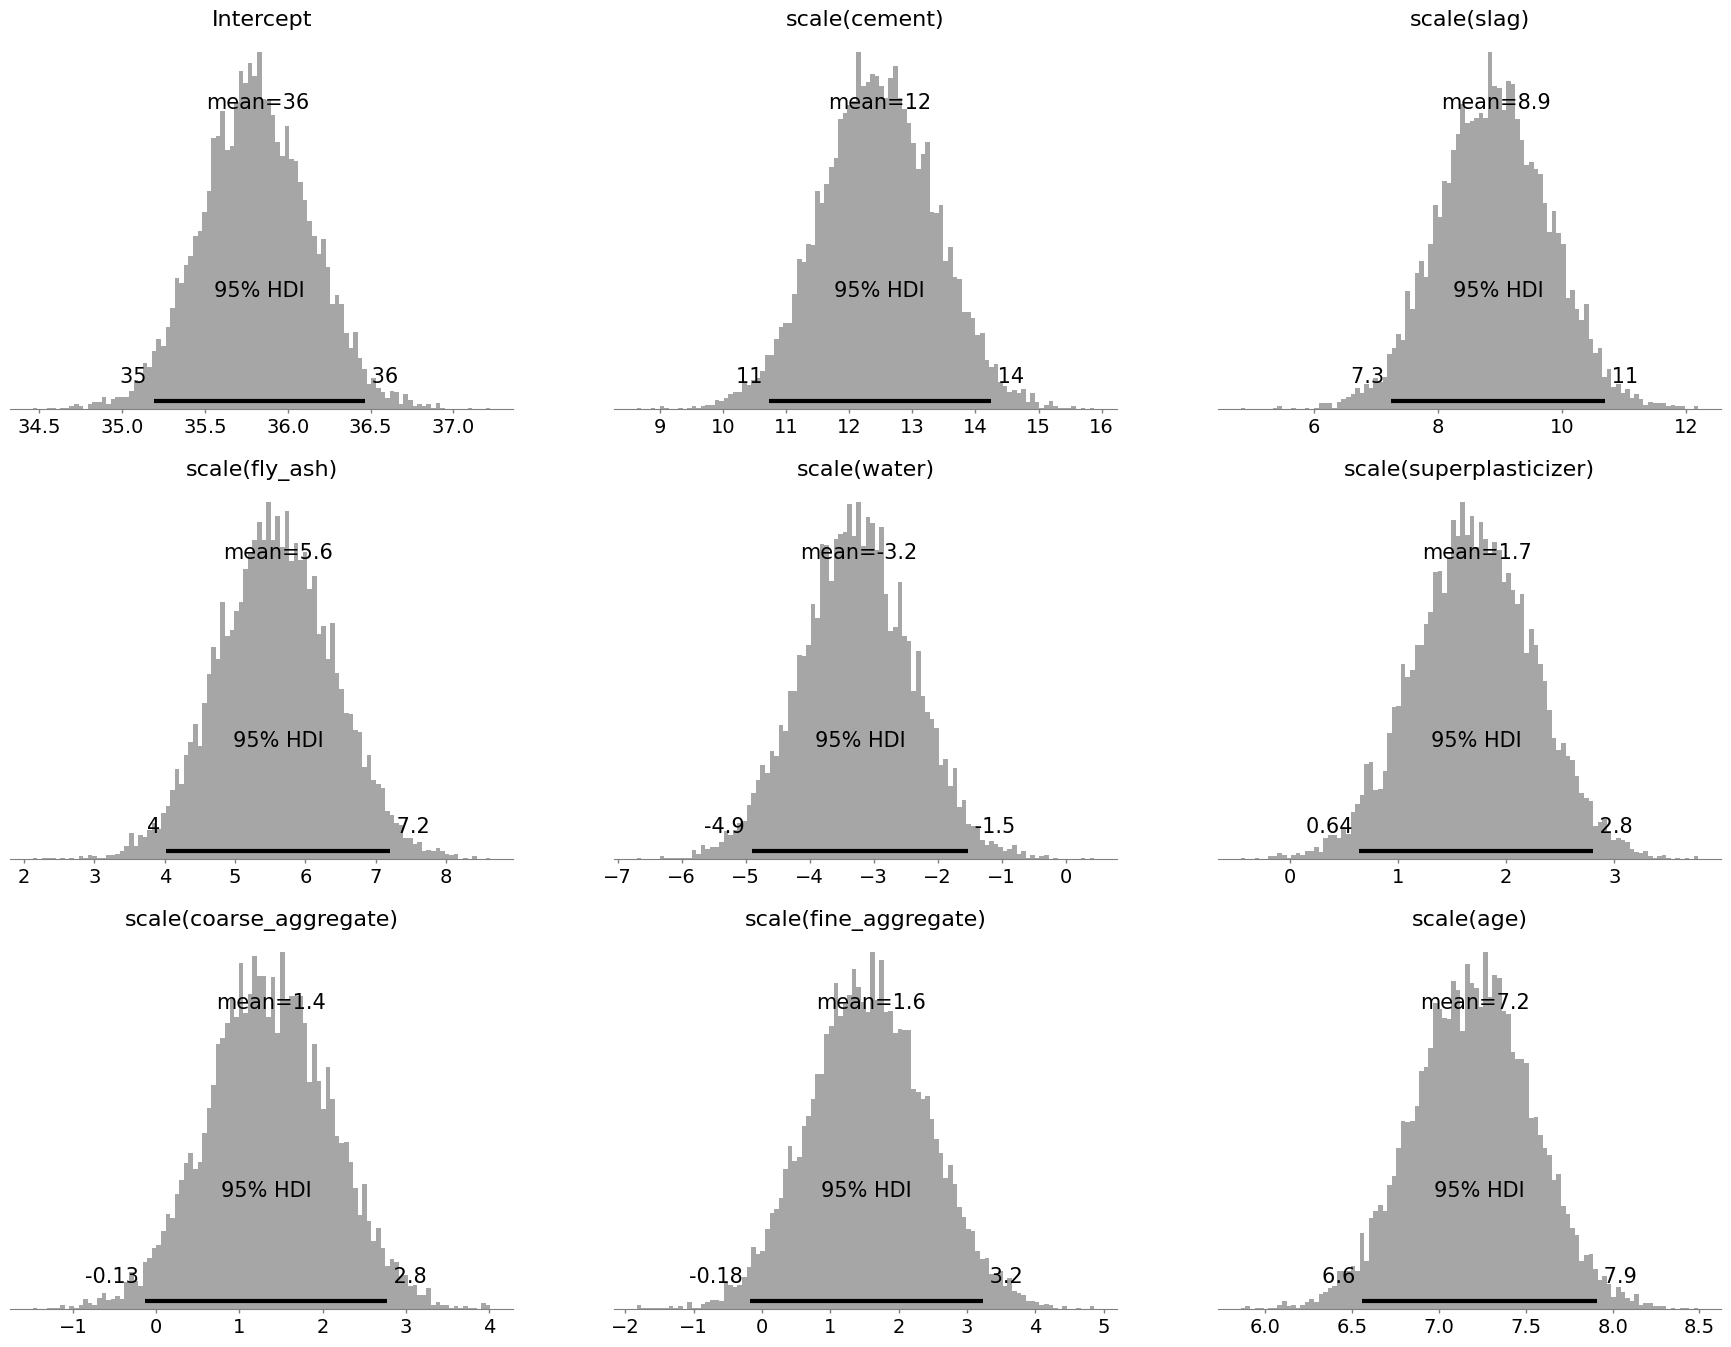 Intercept
mean=36
95% HDI
35
36
34.5 35.0 35.5 36.0 36.5 37.0
scale(cement)
mean=12
95% HDI
11
14
9 10 11 12 13 14 15 16
scale(slag)
mean=8.9
95% HDI
7.3
11
6 8 10 12
scale(fly_ash)
mean=5.6
95% HDI
4
7.2
2 3 4 5 6 7 8
scale(water)
mean=-3.2
95% HDI
-4.9
-1.5
−7 −6 −5 −4 −3 −2 −1 0
scale(superplasticizer)
mean=1.7
95% HDI
0.64
2.8
0 1 2 3
scale(coarse_aggregate)
mean=1.4
95% HDI
-0.13
2.8
−1 0 1 2 3 4
scale(fine_aggregate)
mean=1.6
95% HDI
-0.18
3.2
−2 −1 0 1 2 3 4 5
scale(age)
mean=7.2
95% HDI
6.6
7.9
6.0 6.5 7.0 7.5 8.0 8.5